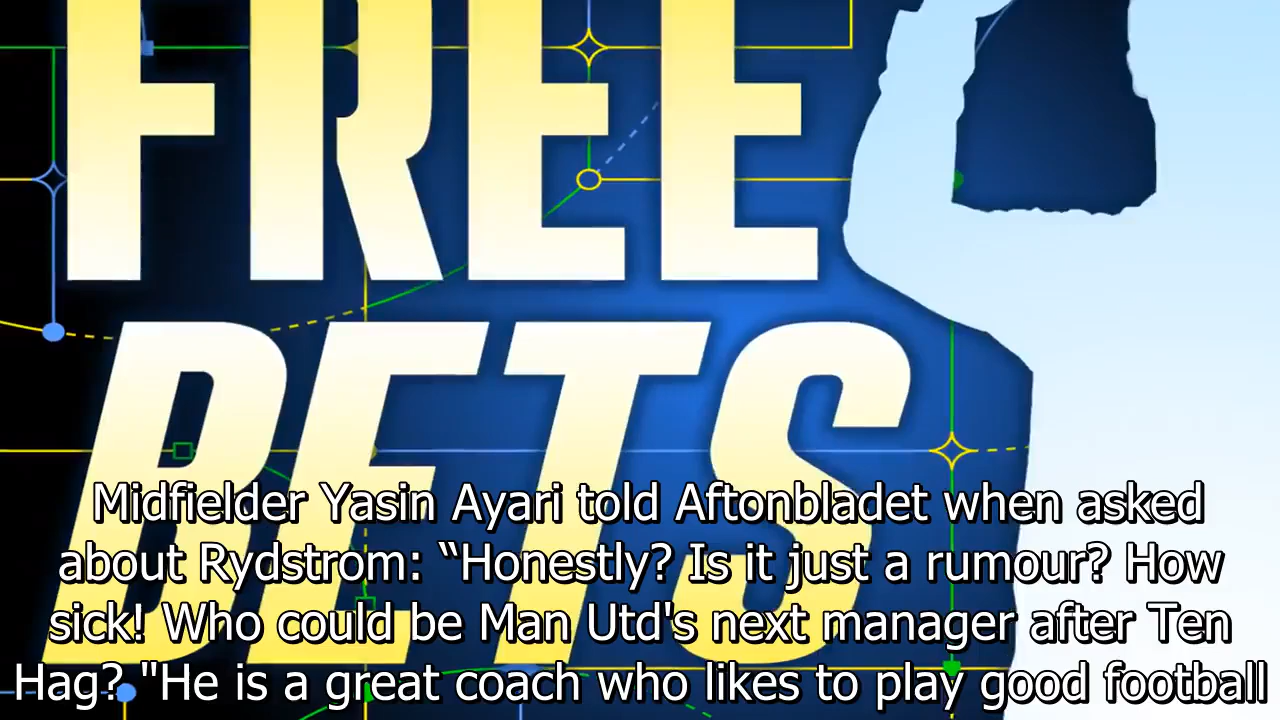 FREE
BETS
Midfielder Yasin Ayari told Aftonbladet when asked
about Rydstrom: “Honestly? Is it just a rumour? How
sick! Who could be Man Utd's next manager after Ten
Hag? "He is a great coach who likes to play good football